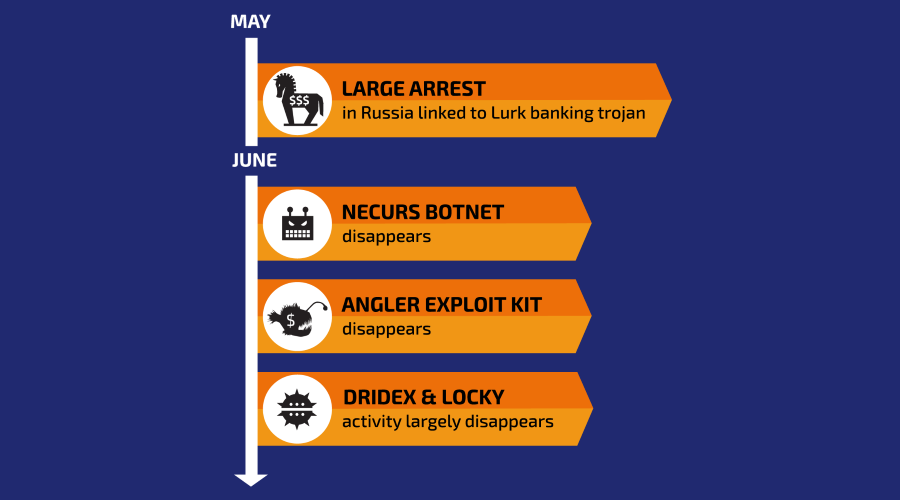 MAY
$$$
LARGE ARREST
in Russia linked to Lurk banking trojan
JUNE
NECURS BOTNET
disappears
$
ANGLER EXPLOIT KIT
disappears
DRIDEX & LOCKY
activity largely disappears